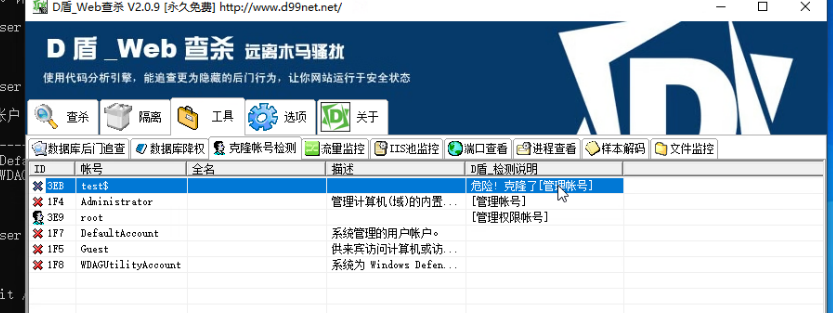 D盾_Web查杀 V2.0.9 [永久免费] http://www.d99net.net/
D 盾 _Web 查杀 远离木马骚扰
使用代码分析引擎,能追查更为隐藏的后门行为,让你网站运行于安全状态
查杀 隔离 工具 选项 关于
数据库后门追查 数据库降权 克隆帐号检测 流量监控 IIS池监控 端口查看 进程查看 样本解码 文件监控
ID 帐号 全名 描述 D盾_检测说明
3EB test$ 危险! 克隆了[管理帐号]
1F4 Administrator 管理计算机(域)的内置... [管理帐号]
3E9 root [管理权限帐号]
1F7 DefaultAccount 系统管理的用户帐户。
1F5 Guest 供来宾访问计算机或访...
1F8 WDAGUtilityAccount 系统为 Windows Defen...
ser
ser
帐户
Defa
WDAG
ser
it /